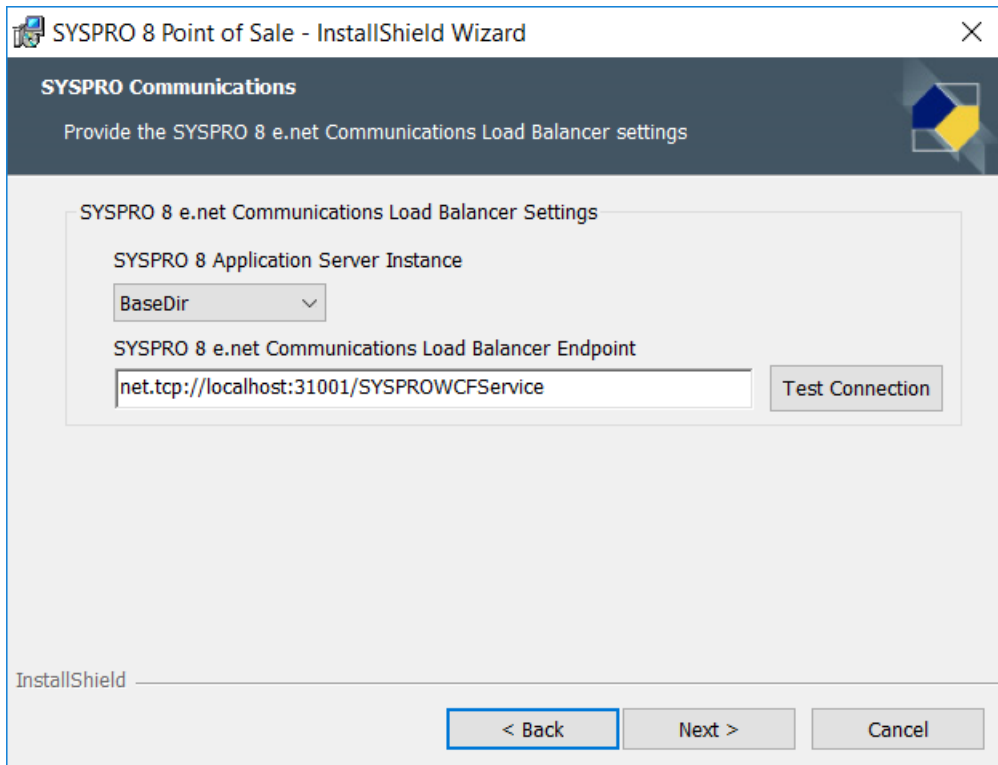 SYSPRO 8 Point of Sale - InstallShield Wizard
SYSPRO Communications
Provide the SYSPRO 8 e.net Communications Load Balancer settings
SYSPRO 8 e.net Communications Load Balancer Settings
SYSPRO 8 Application Server Instance
BaseDir
SYSPRO 8 e.net Communications Load Balancer Endpoint
net.tcp://localhost:31001/SYSPROWCFService
Test Connection
InstallShield
< Back
Next >
Cancel